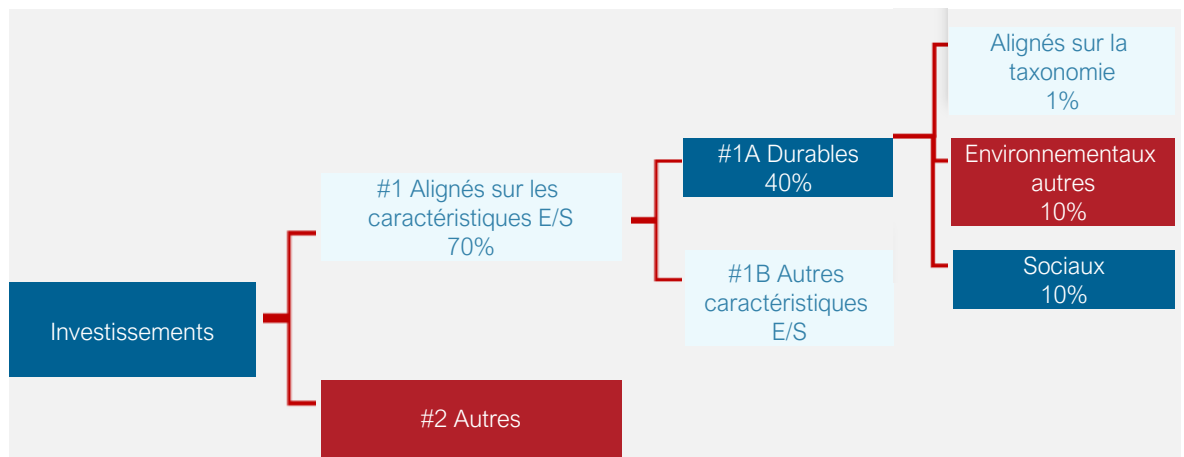 Investissements
#1 Alignés sur les
caractéristiques E/S
70%
#2 Autres
#1A Durables
40%
#1B Autres
caractéristiques
E/S
Alignés sur la
taxonomie
1%
Environnementaux
autres
10%
Sociaux
10%